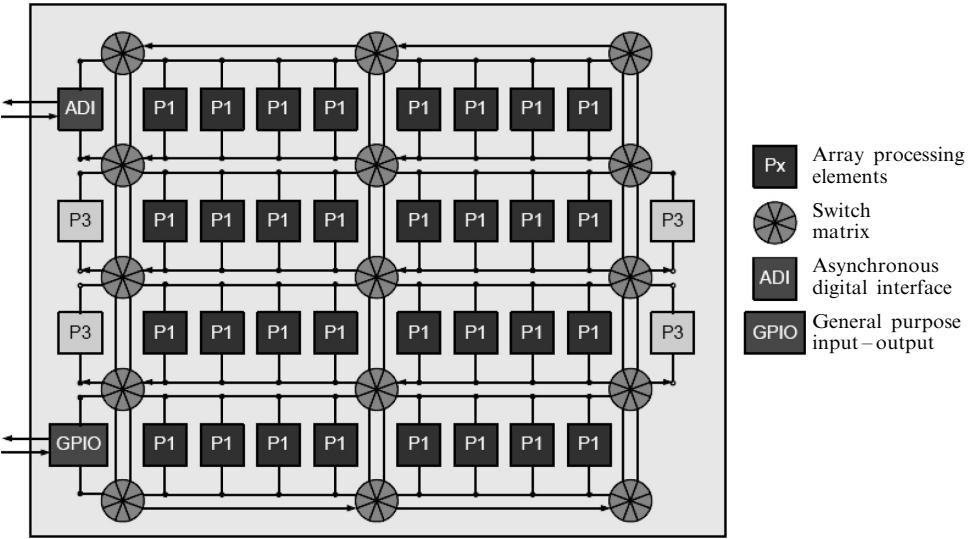 ADI P1 P1 P1 P1 P1 P1 P1 P1
P3 P1 P1 P1 P1 P1 P1 P1 P1 P3
P3 P1 P1 P1 P1 P1 P1 P1 P1 P3
GPIO P1 P1 P1 P1 P1 P1 P1 P1
Px Array processing
elements
Switch
matrix
ADI Asynchronous
digital interface
GPIO General purpose
input–output